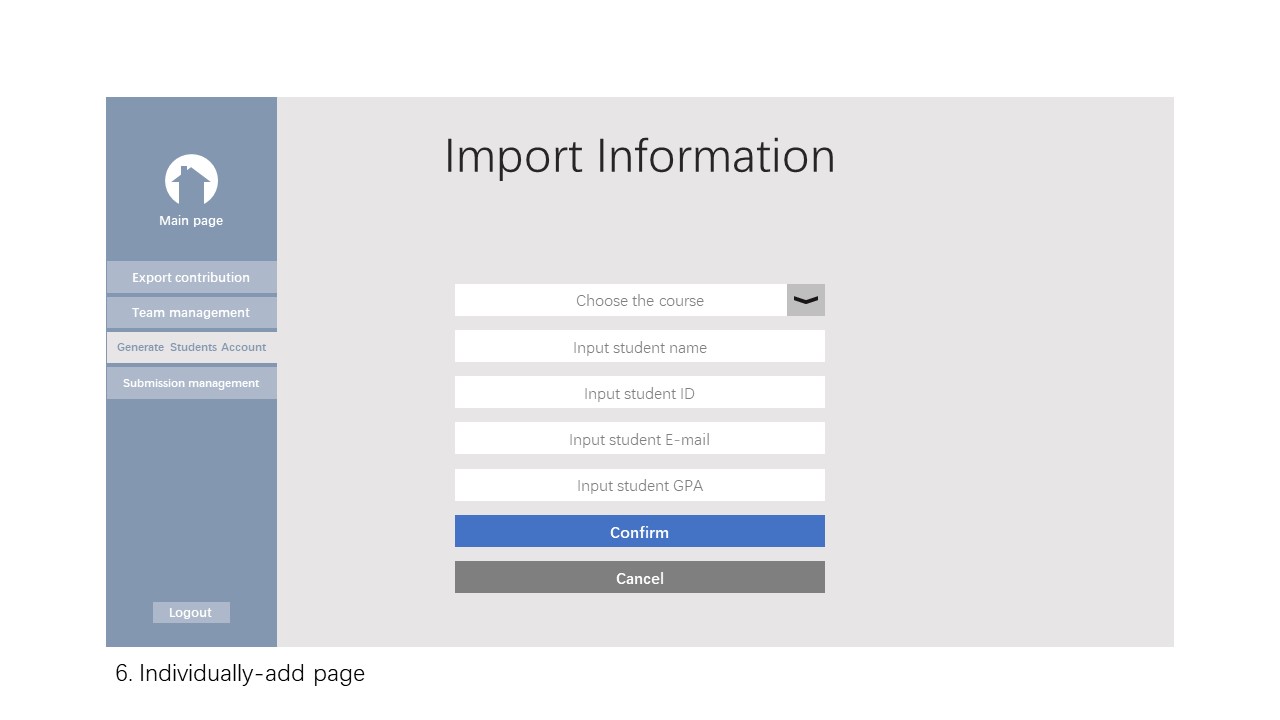 Import Information
Main page
Export contribution
Team management
Generate Students Account
Submission management
Logout
Choose the course
Input student name
Input student ID
Input student E-mail
Input student GPA
Confirm
Cancel
6. Individually-add page